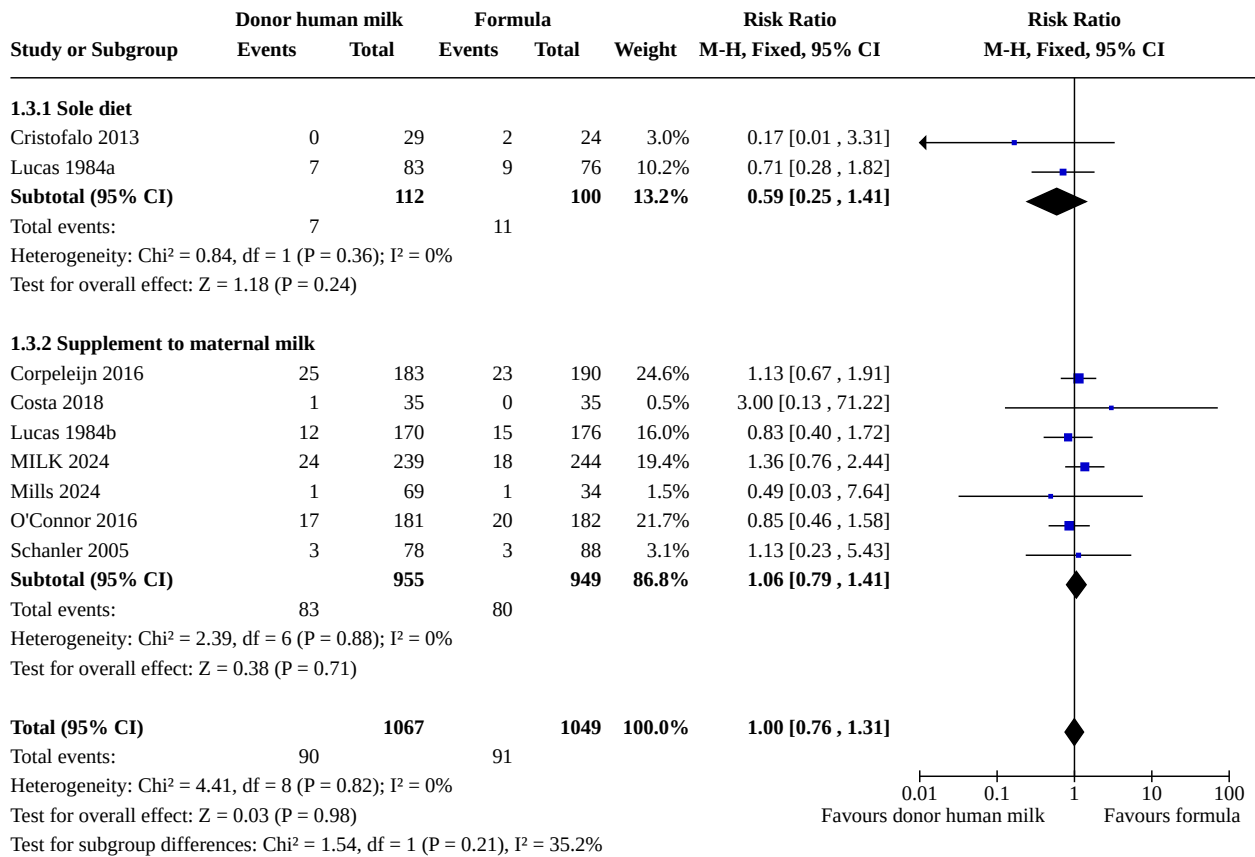 Donor human milk Formula Risk Ratio Risk Ratio
Study or Subgroup Events Total Events Total Weight M-H, Fixed, 95% CI M-H, Fixed, 95% CI
1.3.1 Sole diet
Cristofalo 2013 0 29 2 24 3.0% 0.17 [0.01 , 3.31]
Lucas 1984a 7 83 9 76 10.2% 0.71 [0.28 , 1.82]
Subtotal (95% CI) 112 100 13.2% 0.59 [0.25 , 1.41]
Total events: 7 11
Heterogeneity: Chi² = 0.84, df = 1 (P = 0.36); I² = 0%
Test for overall effect: Z = 1.18 (P = 0.24)
1.3.2 Supplement to maternal milk
Corpeleijn 2016 25 183 23 190 24.6% 1.13 [0.67 , 1.91]
Costa 2018 1 35 0 35 0.5% 3.00 [0.13 , 71.22]
Lucas 1984b 12 170 15 176 16.0% 0.83 [0.40 , 1.72]
MILK 2024 24 239 18 244 19.4% 1.36 [0.76 , 2.44]
Mills 2024 1 69 1 34 1.5% 0.49 [0.03 , 7.64]
O'Connor 2016 17 181 20 182 21.7% 0.85 [0.46 , 1.58]
Schanler 2005 3 78 3 88 3.1% 1.13 [0.23 , 5.43]
Subtotal (95% CI) 955 949 86.8% 1.06 [0.79 , 1.41]
Total events: 83 80
Heterogeneity: Chi² = 2.39, df = 6 (P = 0.88); I² = 0%
Test for overall effect: Z = 0.38 (P = 0.71)
Total (95% CI) 1067 1049 100.0% 1.00 [0.76 , 1.31]
Total events: 90 91
Heterogeneity: Chi² = 4.41, df = 8 (P = 0.82); I² = 0%
0.01 0.1 1 10 100
Test for overall effect: Z = 0.03 (P = 0.98)
Favours donor human milk Favours formula
Test for subgroup differences: Chi² = 1.54, df = 1 (P = 0.21), I² = 35.2%